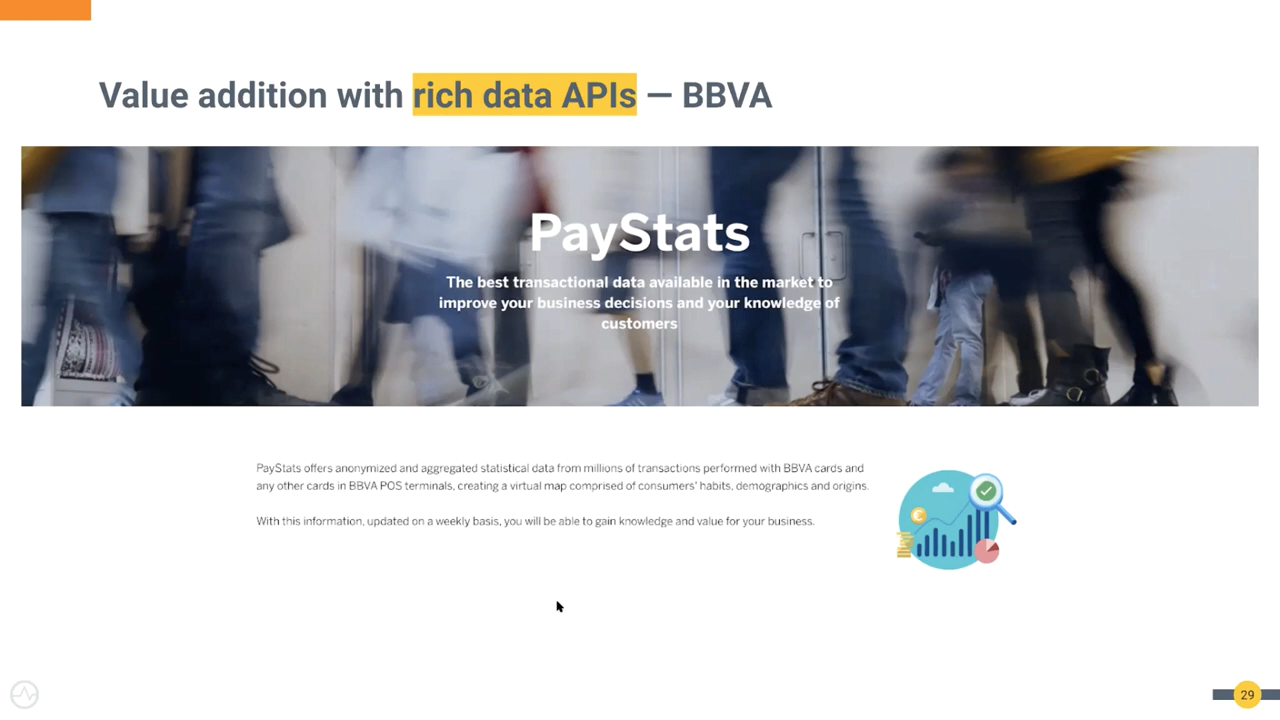 Value addition with rich data APIs — BBVA
PayStats
The best transactional data available in the market to
improve your business decisions and your knowledge of
customers
PayStats offers anonymized and aggregated statistical data from millions of transactions performed with BBVA cards and
any other cards in BBVA POS terminals, creating a virtual map comprised of consumers' habits, demographics and origins.
With this information, updated on a weekly basis, you will be able to gain knowledge and value for your business.
€
29